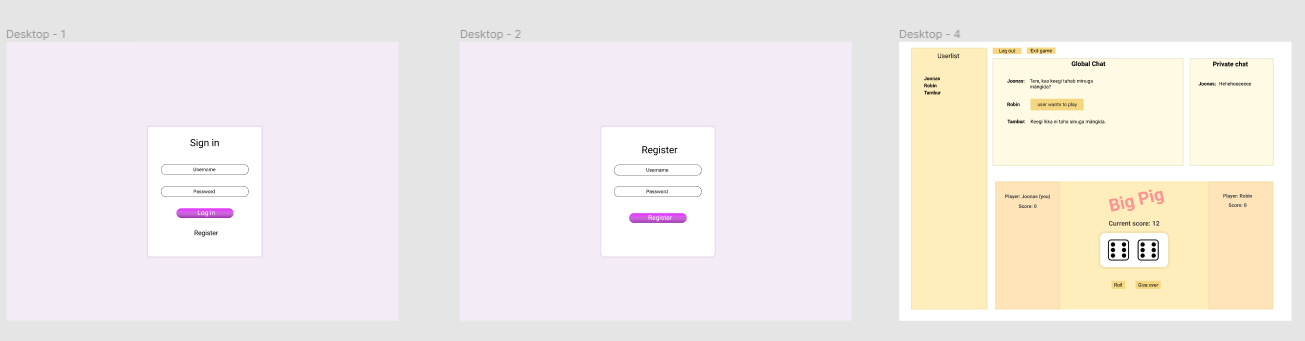 Desktop - 1
Sign in
Username
Password
Log in
Register
Desktop - 2
Register
Username
Password
Register
Desktop - 4
Userlist
Joonas
Robin
Tambur
Log out
Exit game
Global Chat
Joonas:
Tere, kas keegi tahab minuga
mängida?
Robin
user wants to play
Tambur:
Keegi ikka ei taha sinuga mängida.
Private chat
Joonas:
Player: Joonas (you)
Score: 0
Big Pig
Current score: 12
Roll
Give over
Player: Robin
Score: 0